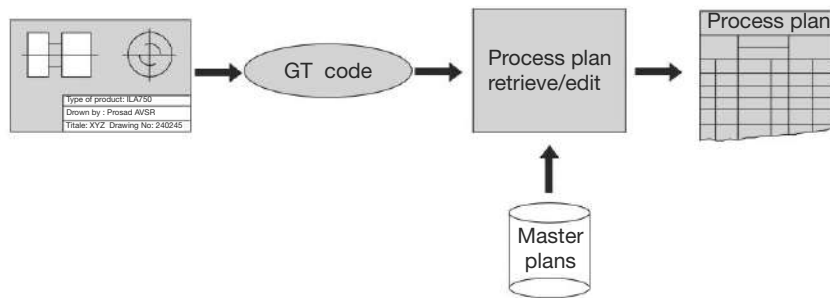 Type of product: ILA750
Drown by : Prosad AVSR
Titale: XYZ Drawing No: 240245
GT code
Process plan
retrieve/edit
Process plan
Master
plans